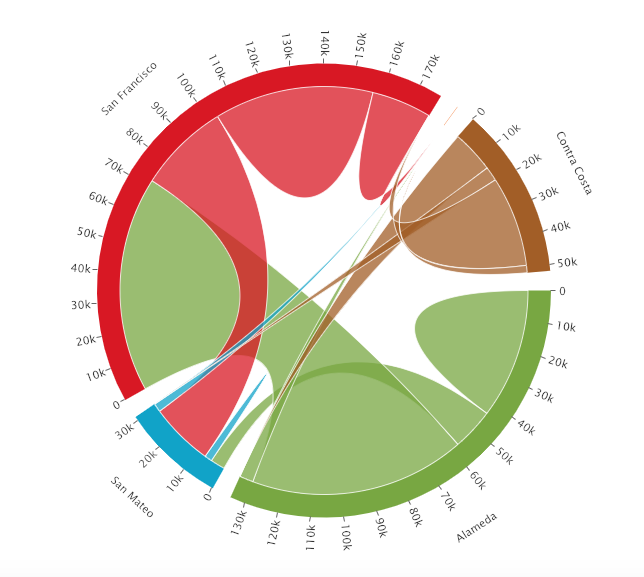 San Francisco
0
10k
20k
30k
40k
50k
60k
70k
80k
90k
100k
110k
120k
130k
140k
150k
160k
170k
Contra Costa
0
10k
20k
30k
40k
50k
Alameda
0
10k
20k
30k
40k
50k
60k
70k
80k
90k
100k
110k
120k
130k
San Mateo
0
10k
20k
30k